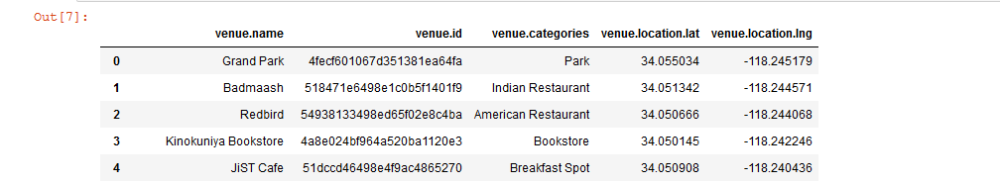 Out[7]:
venue.name venue.id venue.categories venue.location.lat venue.location.lng
0 Grand Park 4fecf601067d351381ea64fa Park 34.055034 -118.245179
1 Badmaash 518471e6498e1c0b5f1401f9 Indian Restaurant 34.051342 -118.244571
2 Redbird 54938133498ed65f02e8c4ba American Restaurant 34.050666 -118.244068
3 Kinokuniya Bookstore 4a8e024bf964a520ba1120e3 Bookstore 34.050145 -118.242246
4 JiST Cafe 51dccd46498e4f9ac4865270 Breakfast Spot 34.050908 -118.240436